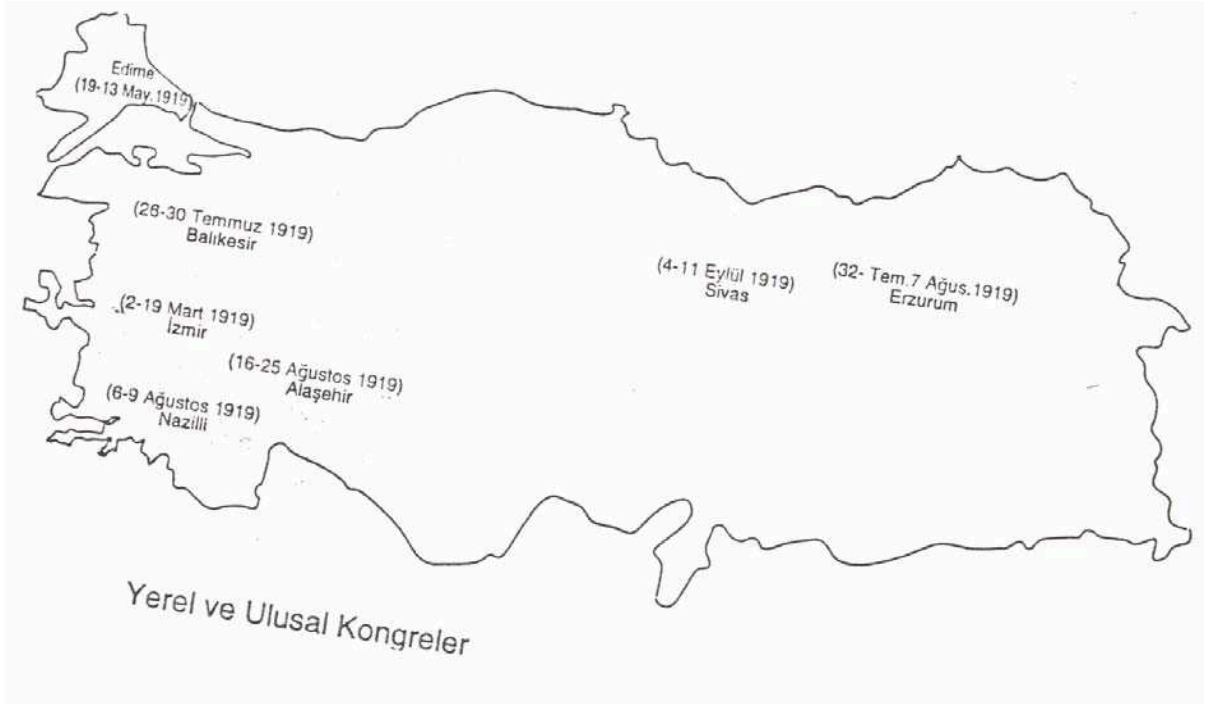 Edirne
(19-13 May.1919)
(26-30 Temmuz 1919)
Balıkesir
(4-11 Eylül 1919)
Sivas
(32- Tem.7 Ağus.1919)
Erzurum
(2-19 Mart 1919)
İzmir
(16-25 Ağustos 1919)
Alaşehir
(6-9 Ağustos 1919)
Nazilli
Yerel ve Ulusal Kongreler